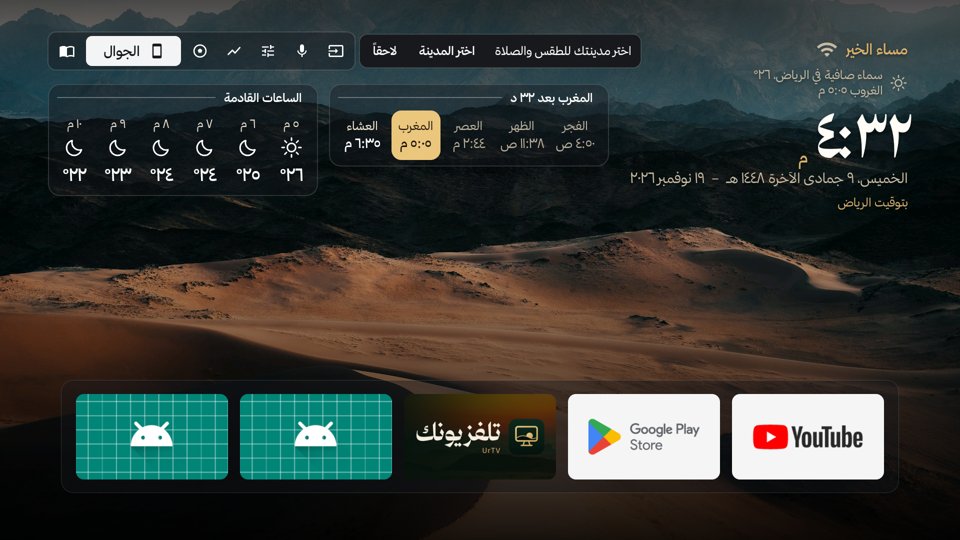 مساء الخير
سماء صافية في الرياض، ٢٦°
الغروب ٥:٠٥ م
٤:٣٢ م
الخميس، ٩ جمادى الآخرة ١٤٤٨ هـ – ١٩ نوفمبر ٢٠٢٦
بتوقيت الرياض
اختر مدينتك للطقس والصلاة اختر المدينة لاحقاً
الجوال
المغرب بعد ٣٢ د
الفجر الظهر العصر المغرب العشاء
٤:٥٠ ص ١١:٣٨ ص ٢:٤٤ م ٥:٠٥ م ٦:٣٥ م
الساعات القادمة
٥ م ٦ م ٧ م ٨ م ٩ م ١٠ م
٢٦° ٢٥° ٢٤° ٢٤° ٢٣° ٢٢°
YouTube
Google Play
Store
تلفزيونك
UrTV